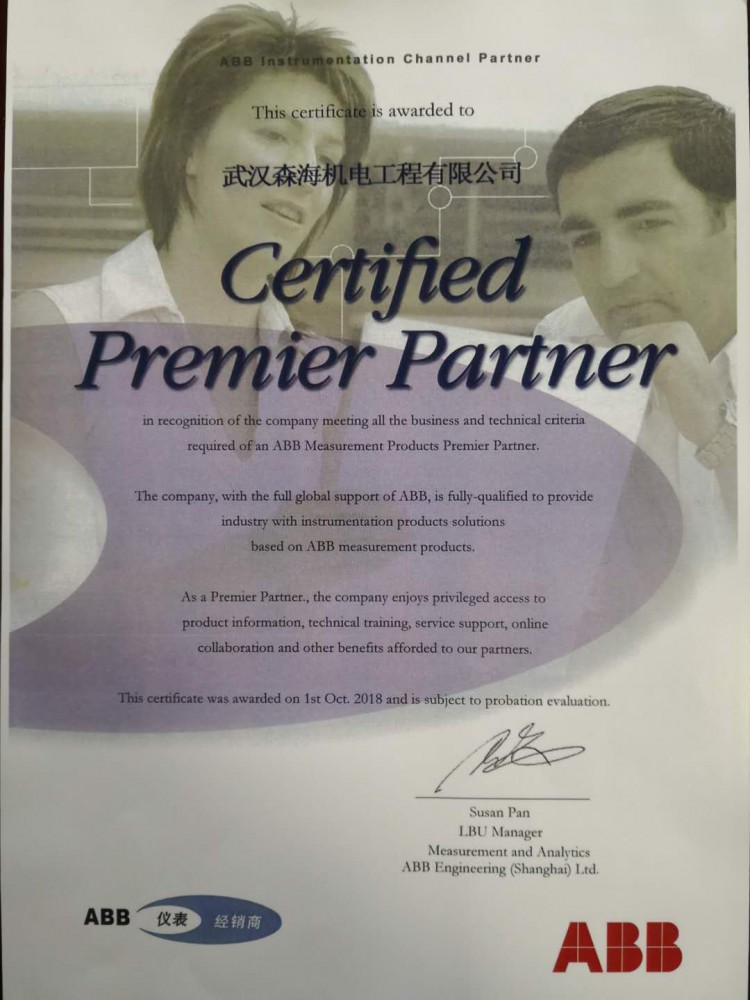 ABB Instrumentation Channel Partner
This certificate is awarded to
武汉森海机电工程有限公司
Certified
Premier Partner
in recognition of the company meeting all the business and technical criteria
required of an ABB Measurement Products Premier Partner.
The company, with the full global support of ABB, is fully-qualified to provide
industry with instrumentation products solutions
based on ABB measurement products.
As a Premier Partner., the company enjoys privileged access to
product information, technical training, service support, online
collaboration and other benefits afforded to our partners.
This certificate was awarded on 1st Oct. 2018 and is subject to probation evaluation.
Susan Pan
LBU Manager
Measurement and Analytics
ABB Engineering (Shanghai) Ltd.
ABB 仪表 经销商
ABB